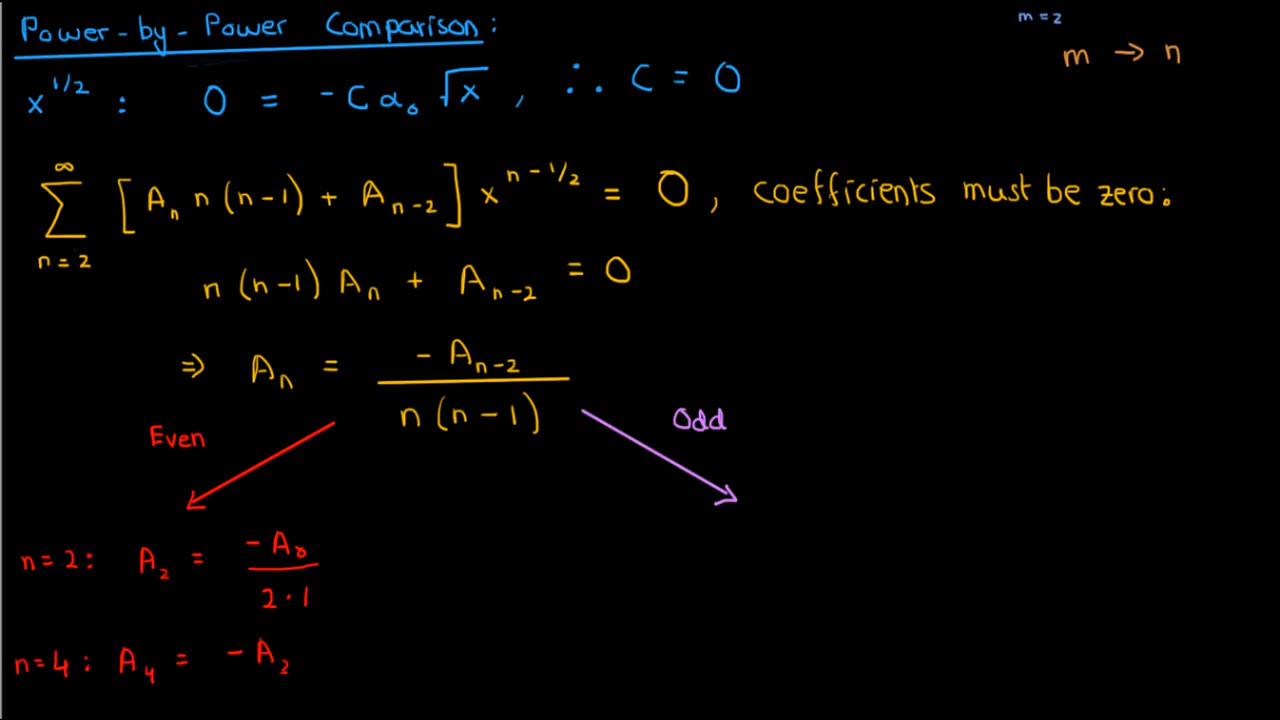 Power-by-Power Comparison:
m = 2
m → n
x^{1/2} : 0 = -C α₀ √x , ∴ C = 0
∑_{n=2}^{∞} [A_n n(n-1) + A_{n-2}] x^{n-1/2} = 0, coefficients must be zero:
n(n-1) A_n + A_{n-2} = 0
⇒ A_n = -A_{n-2} / n(n-1)
Even
Odd
n=2: A₂ = -A₀ / 2·1
n=4: A₄ = -A₂